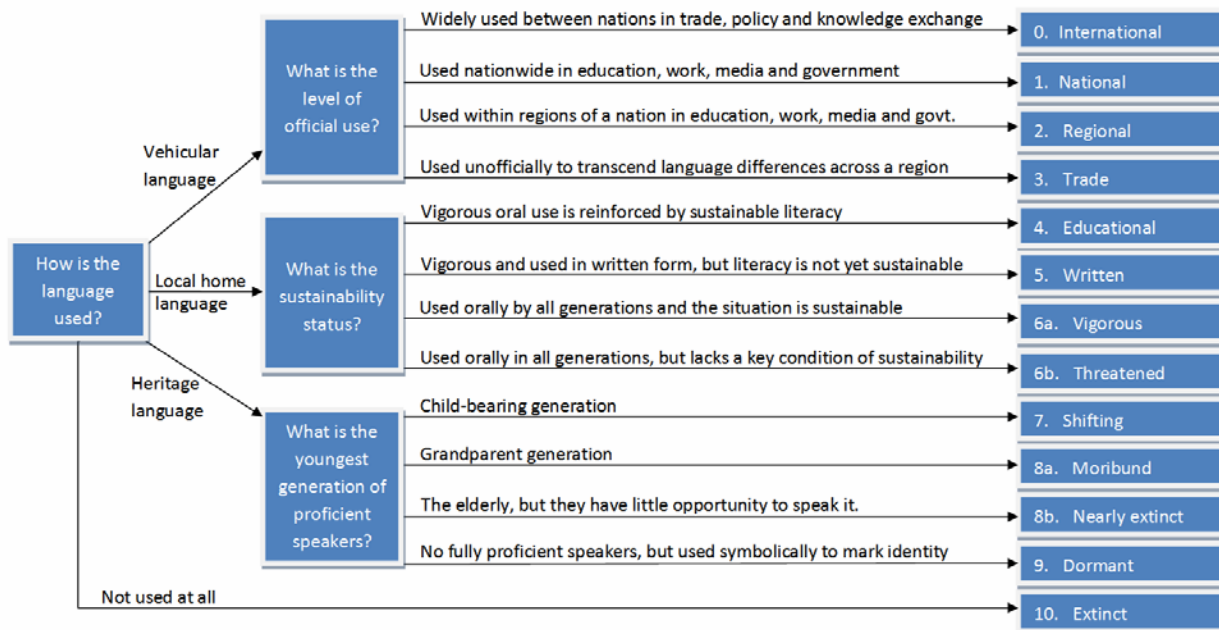 How is the
language
used?
Vehicular
language
Local home
language
Heritage
language
Not used at all
What is the
level of
official use?
Widely used between nations in trade, policy and knowledge exchange
0. International
Used nationwide in education, work, media and government
1. National
Used within regions of a nation in education, work, media and govt.
2. Regional
Used unofficially to transcend language differences across a region
3. Trade
What is the
sustainability
status?
Vigorous oral use is reinforced by sustainable literacy
4. Educational
Vigorous and used in written form, but literacy is not yet sustainable
5. Written
Used orally by all generations and the situation is sustainable
6a. Vigorous
Used orally in all generations, but lacks a key condition of sustainability
6b. Threatened
What is the
youngest
generation of
proficient
speakers?
Child-bearing generation
7. Shifting
Grandparent generation
8a. Moribund
The elderly, but they have little opportunity to speak it.
8b. Nearly extinct
No fully proficient speakers, but used symbolically to mark identity
9. Dormant
10. Extinct